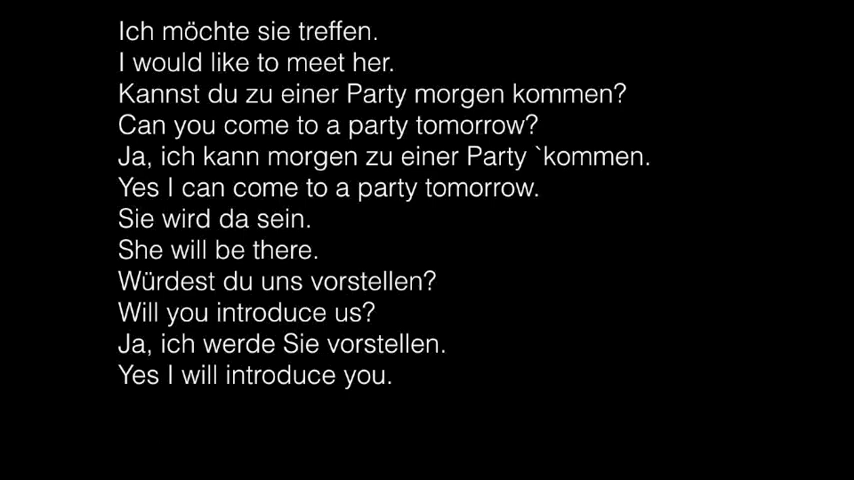 Ich möchte sie treffen.
I would like to meet her.
Kannst du zu einer Party morgen kommen?
Can you come to a party tomorrow?
Ja, ich kann morgen zu einer Party `kommen.
Yes I can come to a party tomorrow.
Sie wird da sein.
She will be there.
Würdest du uns vorstellen?
Will you introduce us?
Ja, ich werde Sie vorstellen.
Yes I will introduce you.